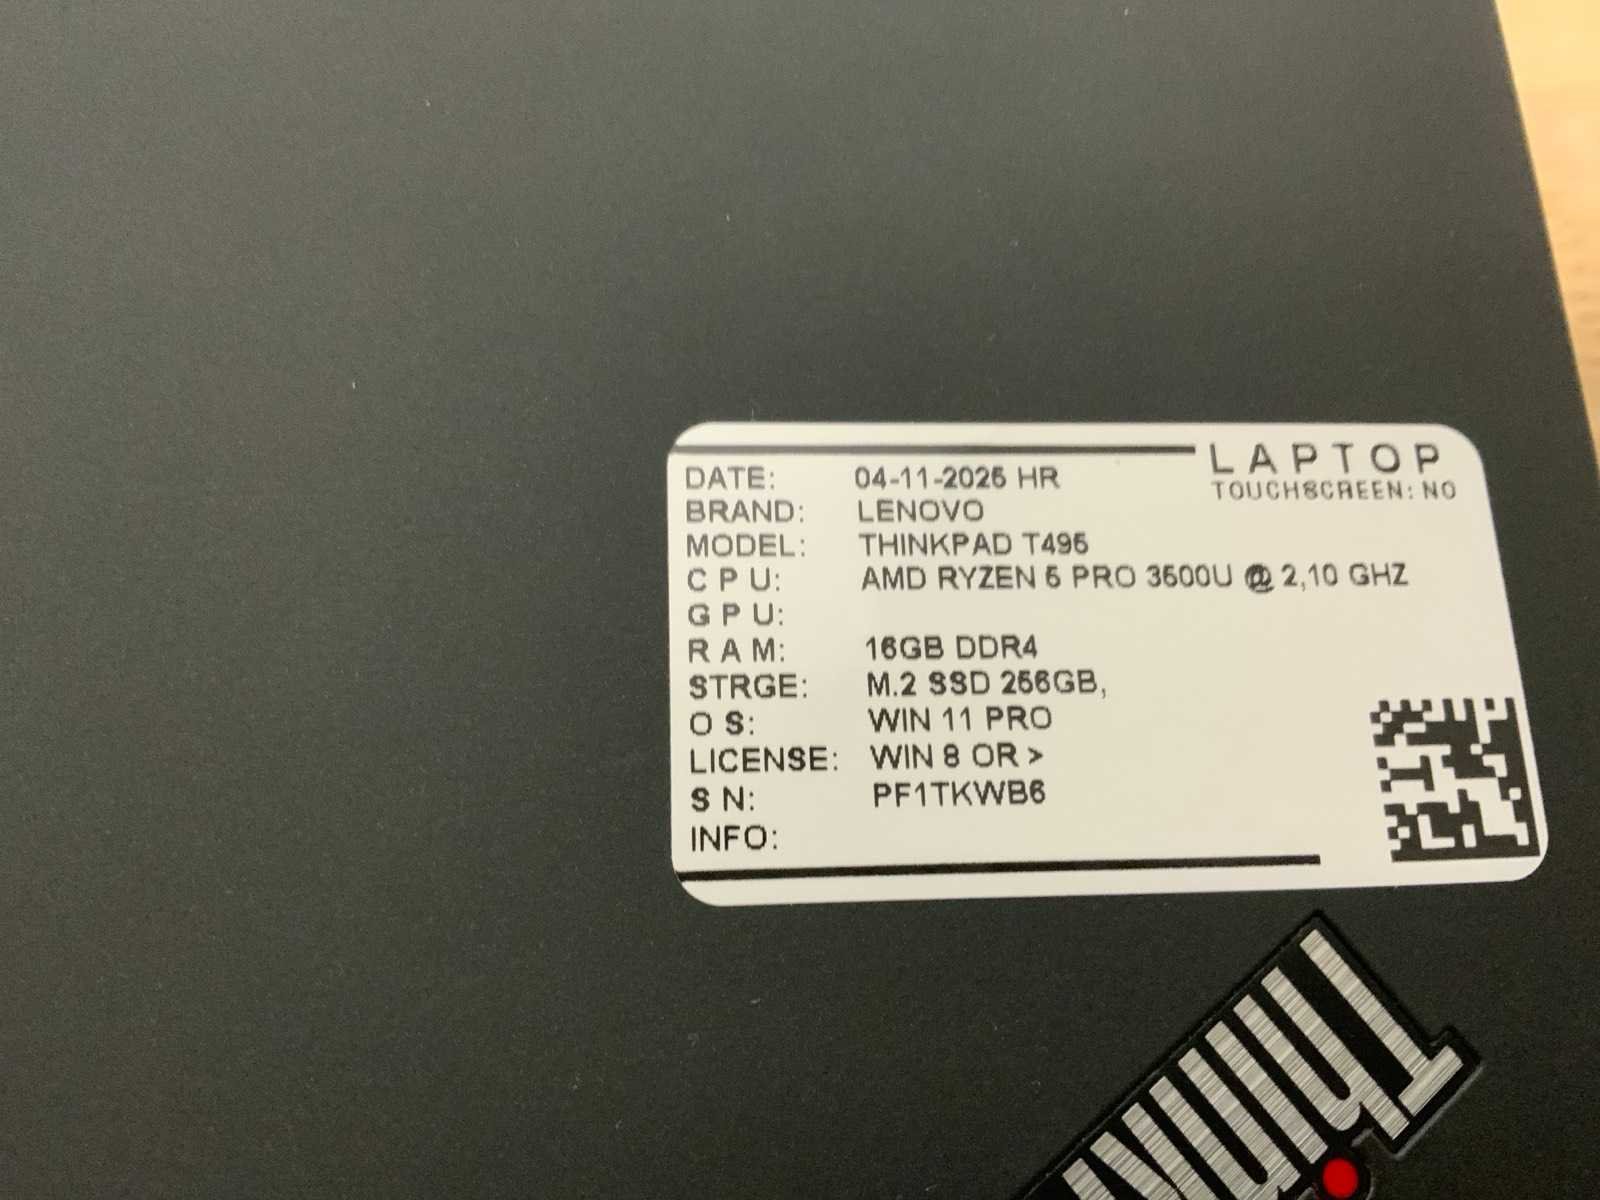 LAPTOP
TOUCHSCREEN: NO
DATE: 04-11-2025 HR
BRAND: LENOVO
MODEL: THINKPAD T495
C P U: AMD RYZEN 5 PRO 3500U @ 2,10 GHZ
G P U:
R A M: 16GB DDR4
STRGE: M.2 SSD 256GB,
O S: WIN 11 PRO
LICENSE: WIN 8 OR >
S N: PF1TKWB6
INFO:
Think